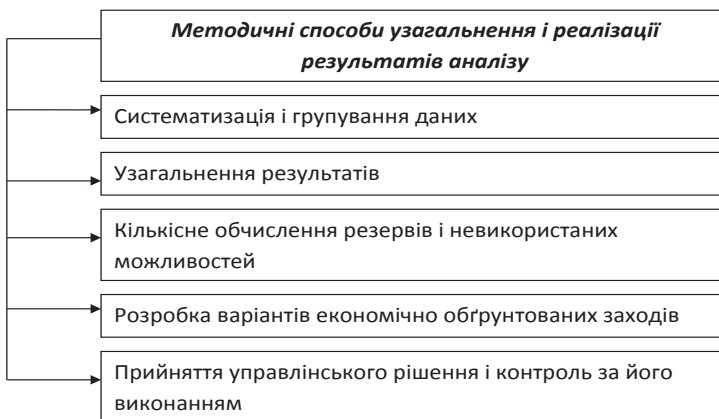 Методичні способи узагальнення і реалізації
результатів аналізу
Систематизація і групування даних
Узагальнення результатів
Кількісне обчислення резервів і невикористаних
можливостей
Розробка варіантів економічно обґрунтованих заходів
Прийняття управлінського рішення і контроль за його
виконанням